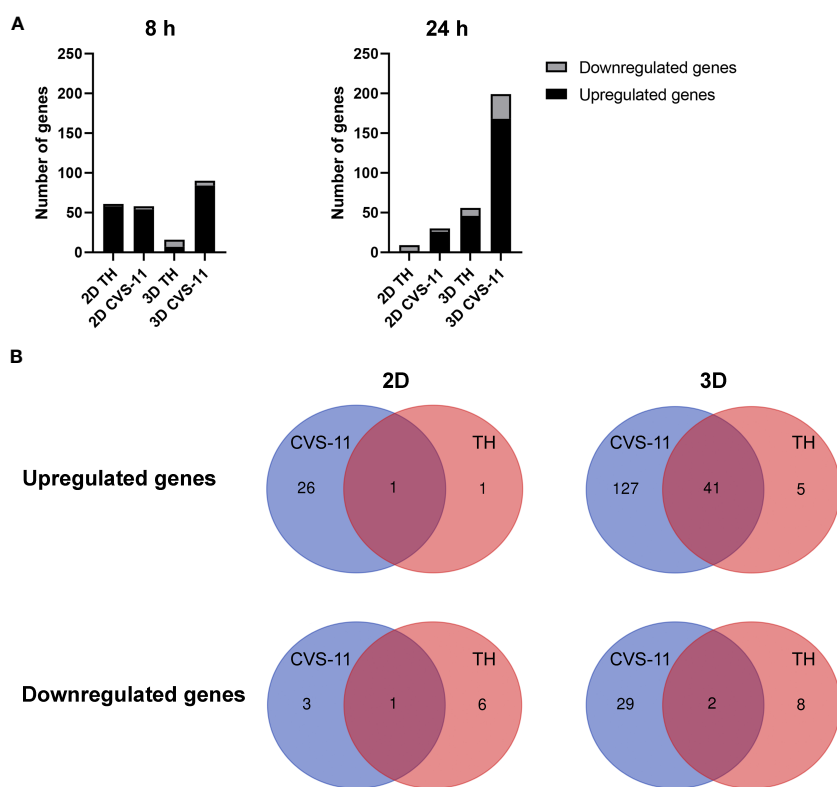 A
8 h
24 h
Number of genes
250
200
150
100
50
0
2D TH
2D CVS-11
3D TH
3D CVS-11
Number of genes
250
200
150
100
50
0
2D TH
2D CVS-11
3D TH
3D CVS-11
Downregulated genes
Upregulated genes
B
2D
3D
Upregulated genes
CVS-11
TH
26
1
1
CVS-11
TH
127
41
5
Downregulated genes
CVS-11
TH
3
1
6
CVS-11
TH
29
2
8